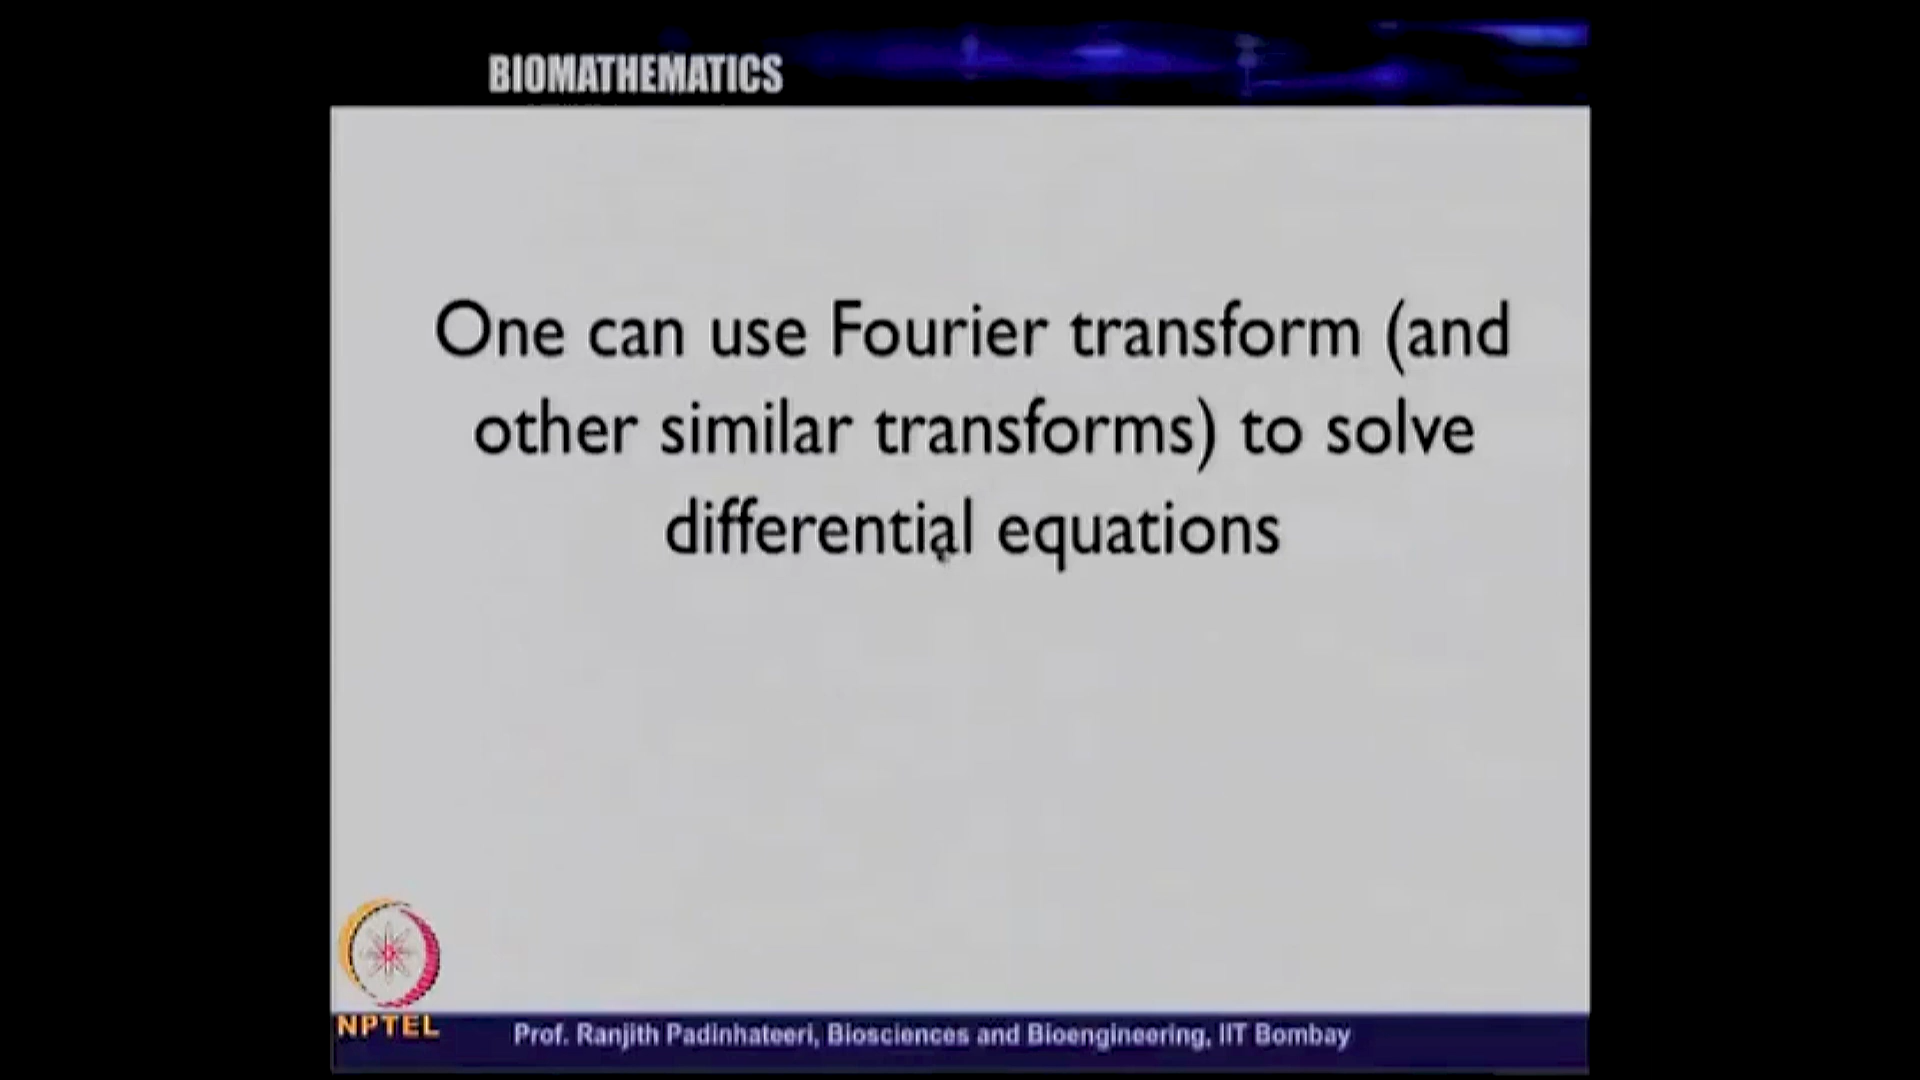 BIOMATHEMATICS
One can use Fourier transform (and
other similar transforms) to solve
differential equations
NPTEL
Prof. Ranjith Padinhateeri, Biosciences and Bioengineering, IIT Bombay